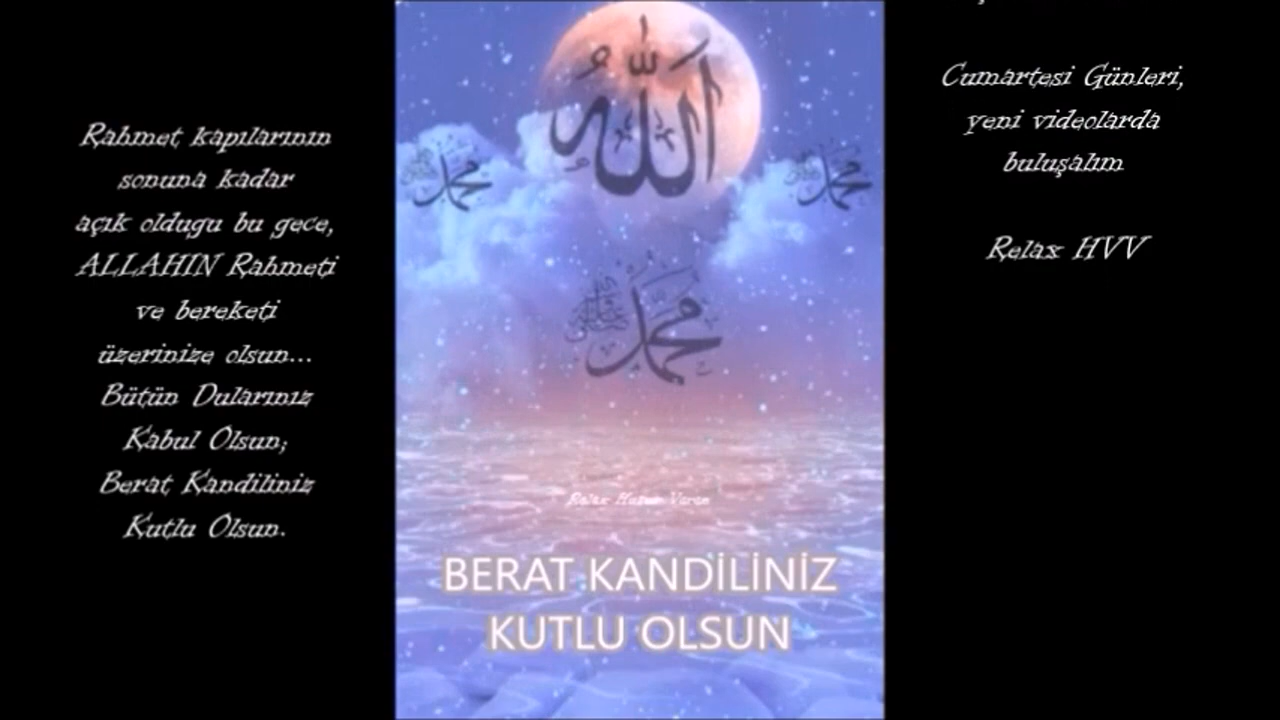 Rahmet kapılarının
sonuna kadar
açık oldugu bu gece,
ALLAHIN Rahmeti
ve bereketi
üzerinize olsun...
Bütün Dularınız
Kabul Olsun;
Berat Kandiliniz
Kutlu Olsun.
الله
محمد
محمد
محمد
Relax
BERAT KANDİLİNİZ
KUTLU OLSUN
Cumartesi Günleri,
yeni videolarda
buluşalım
Relax HVV